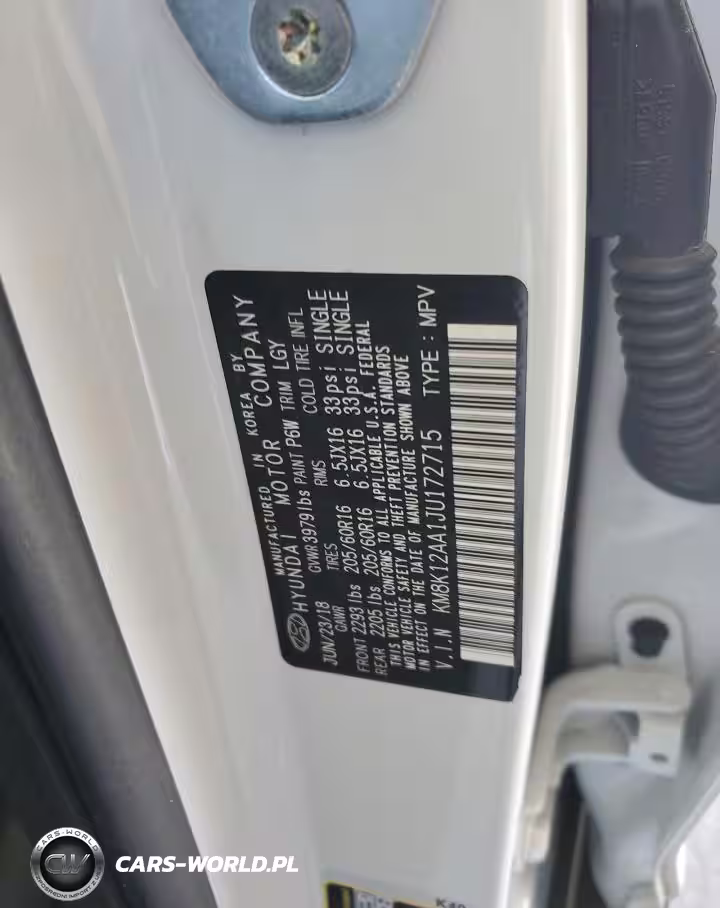 MANUFACTURED IN KOREA BY
HYUNDAI MOTOR COMPANY
JUN/23/18 GVWR 3979 lbs PAINT P6W TRIM LGY
GAWR TIRES RIMS COLD TIRE INFL
FRONT 2293 lbs 205/60R16 6.5JX16 33psi SINGLE
REAR 2205 lbs 205/60R16 6.5JX16 33psi SINGLE
THIS VEHICLE CONFORMS TO ALL APPLICABLE U.S.A. FEDERAL
MOTOR VEHICLE SAFETY AND THEFT PREVENTION STANDARDS
IN EFFECT ON THE DATE OF MANUFACTURE SHOWN ABOVE
V.I.N KM8K12AA1JU172715 TYPE : MPV
CARS-WORLD
CW
CARS-WORLD.PL